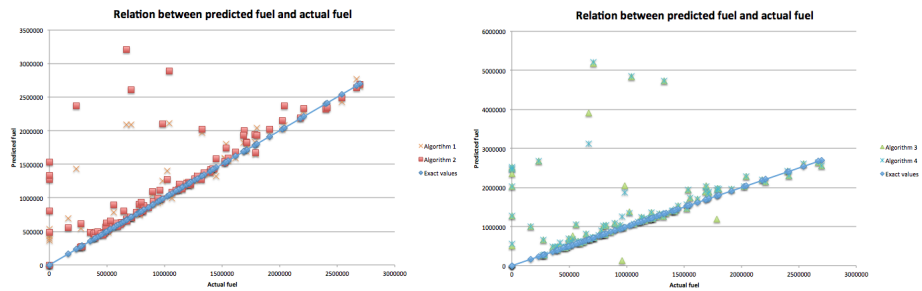 Relation between predicted fuel and actual fuel
3500000
3000000
2500000
2000000
1500000
1000000
500000
0
Predicted fuel
0 500000 1000000 1500000 2000000 2500000 3000000
Actual fuel
Algorithm 1
Algorithm 2
Exact values
Relation between predicted fuel and actual fuel
6000000
5000000
4000000
3000000
2000000
1000000
0
Predicted fuel
0 500000 1000000 1500000 2000000 2500000 3000000
Actual fuel
Algorithm 3
Algorithm 4
Exact values